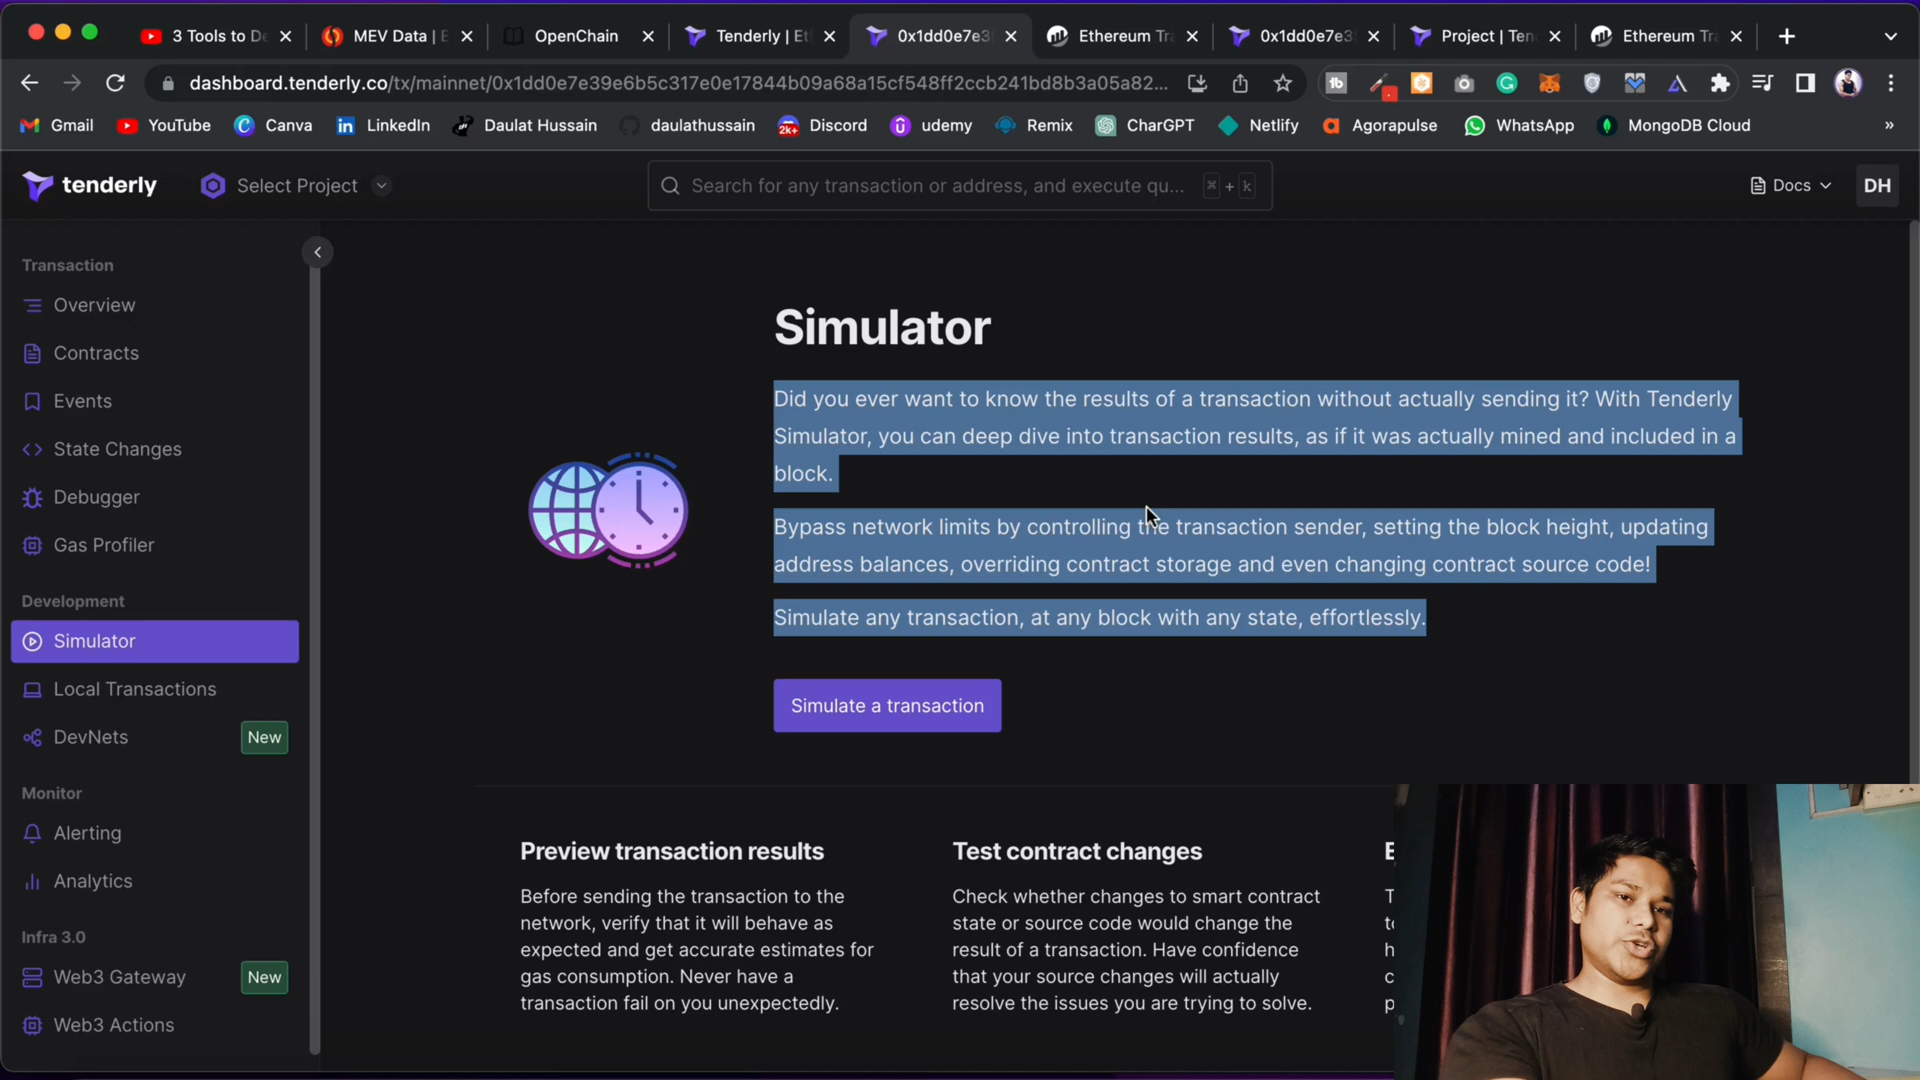 3 Tools to De
MEV Data | E
OpenChain
Tenderly | Et
0x1dd0e7e3
Ethereum Tr
0x1dd0e7e3
Project | Ten
Ethereum Tr
dashboard.tenderly.co/tx/mainnet/0x1dd0e7e39e6b5c317e0e17844b09a68a15cf548ff2ccb241bd8b3a05a82...
Gmail
YouTube
Canva
LinkedIn
Daulat Hussain
daulathussain
2k+
Discord
udemy
Remix
CharGPT
Netlify
Agorapulse
WhatsApp
MongoDB Cloud
»
tenderly
Select Project
Search for any transaction or address, and execute qu...
⌘ + k
Docs
DH
Transaction
Overview
Contracts
Events
State Changes
Debugger
Gas Profiler
Development
Simulator
Local Transactions
DevNets
New
Monitor
Alerting
Analytics
Infra 3.0
Web3 Gateway
New
Web3 Actions
Simulator
Did you ever want to know the results of a transaction without actually sending it? With Tenderly
Simulator, you can deep dive into transaction results, as if it was actually mined and included in a
block.
Bypass network limits by controlling the transaction sender, setting the block height, updating
address balances, overriding contract storage and even changing contract source code!
Simulate any transaction, at any block with any state, effortlessly.
Simulate a transaction
Preview transaction results
Before sending the transaction to the
network, verify that it will behave as
expected and get accurate estimates for
gas consumption. Never have a
transaction fail on you unexpectedly.
Test contract changes
Check whether changes to smart contract
state or source code would change the
result of a transaction. Have confidence
that your source changes will actually
resolve the issues you are trying to solve.